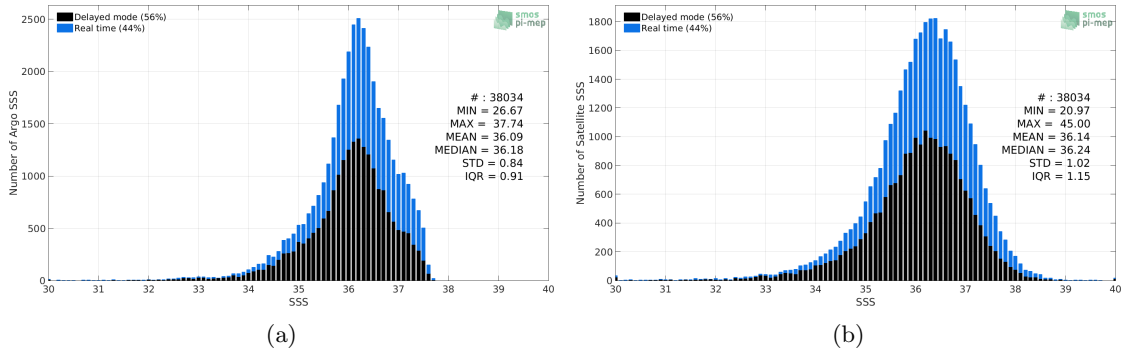 Delayed mode (56%)
Real time (44%)
smos
pi-mep
# : 38034
MIN = 26.67
MAX =  37.74
MEAN = 36.09
MEDIAN = 36.18
STD = 0.84
IQR = 0.91
Number of Argo SSS
2500
2000
1500
1000
500
0
30 31 32 33 34 35 36 37 38 39 40
SSS
(a)
Delayed mode (56%)
Real time (44%)
smos
pi-mep
# : 38034
MIN = 20.97
MAX = 45.00
MEAN = 36.14
MEDIAN = 36.24
STD = 1.02
IQR = 1.15
Number of Satellite SSS
1800
1600
1400
1200
1000
800
600
400
200
0
30 31 32 33 34 35 36 37 38 39 40
SSS
(b)